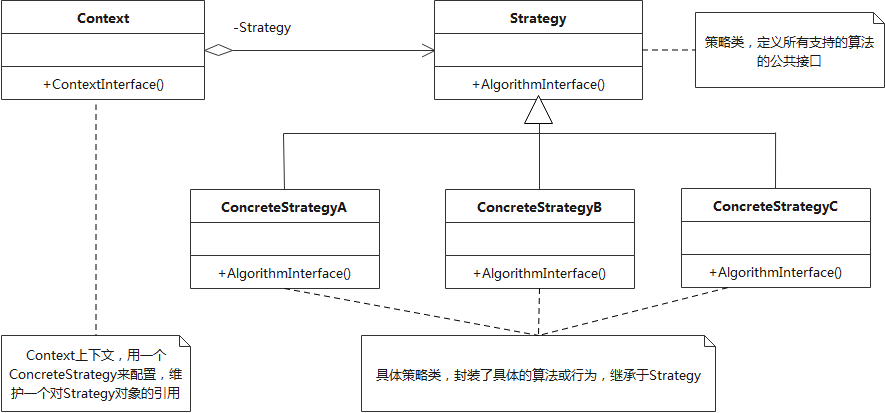 Context
-Strategy
Strategy
策略类，定义所有支持的算法
的公共接口
+ContextInterface()
+AlgorithmInterface()
ConcreteStrategyA
ConcreteStrategyB
ConcreteStrategyC
+AlgorithmInterface()
+AlgorithmInterface()
+AlgorithmInterface()
Context上下文，用一个
ConcreteStrategy来配置，维
护一个对Strategy对象的引用
具体策略类，封装了具体的算法或行为，继承于Strategy